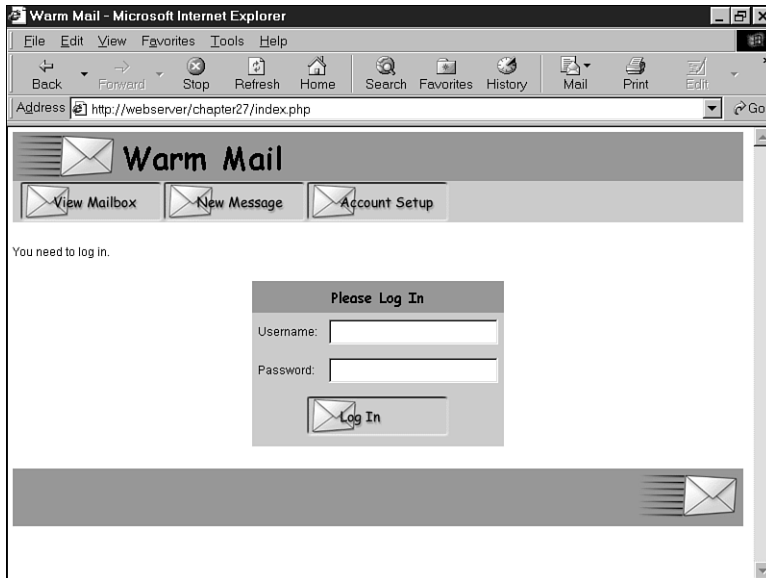 Warm Mail - Microsoft Internet Explorer
File Edit View Favorites Tools Help
Back Forward Stop Refresh Home Search Favorites History Mail Print Edit
Address http://webserver/chapter27/index.php Go
Warm Mail
View Mailbox New Message Account Setup
You need to log in.
Please Log In
Username:
Password:
Log In